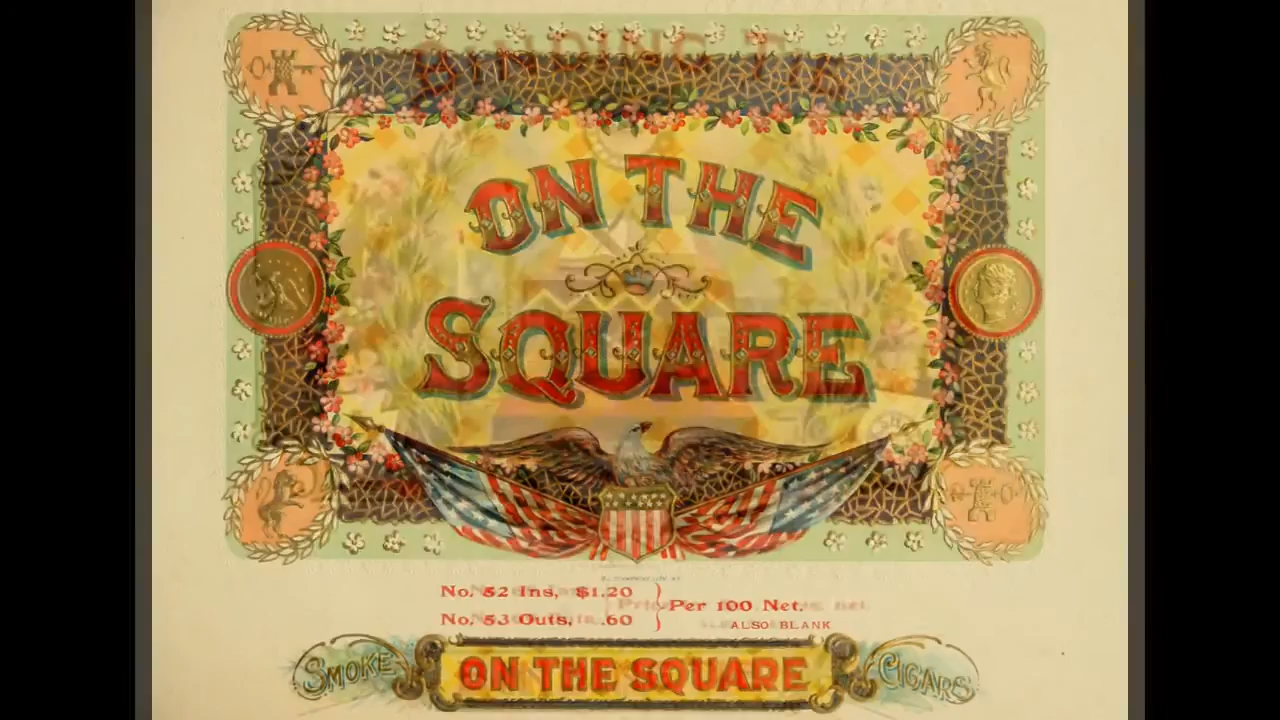 ON THE
SQUARE
No. 52 Ins, $1.20
No. 53 Outs, .60
Per 100 Net.
ALSO BLANK
SMOKE
ON THE SQUARE
CIGARS